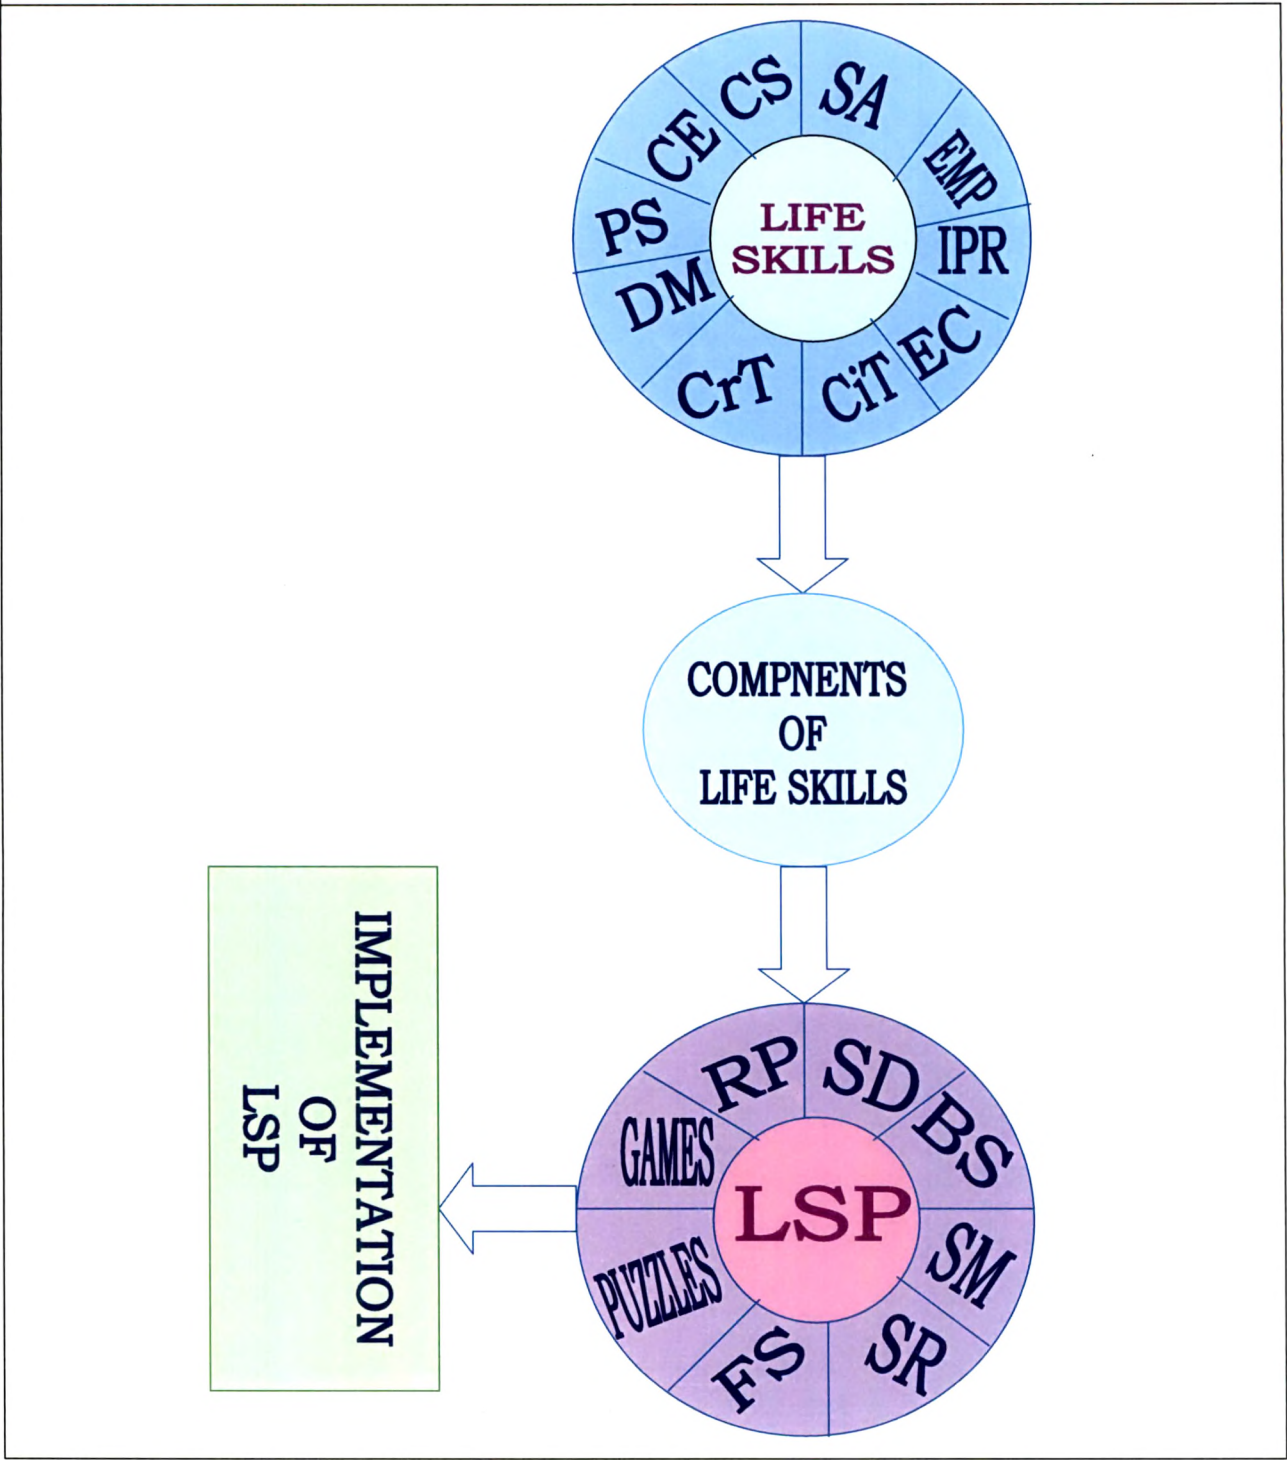 CS
SA
CE
EMP
PS
IPR
DM
EC
CrT
CiT
LIFE
SKILLS
COMPNENTS
OF
LIFE SKILLS
RP
SD
GAMES
BS
PUZZLES
SM
FS
SR
LSP
IMPLEMENTATION
OF
LSP